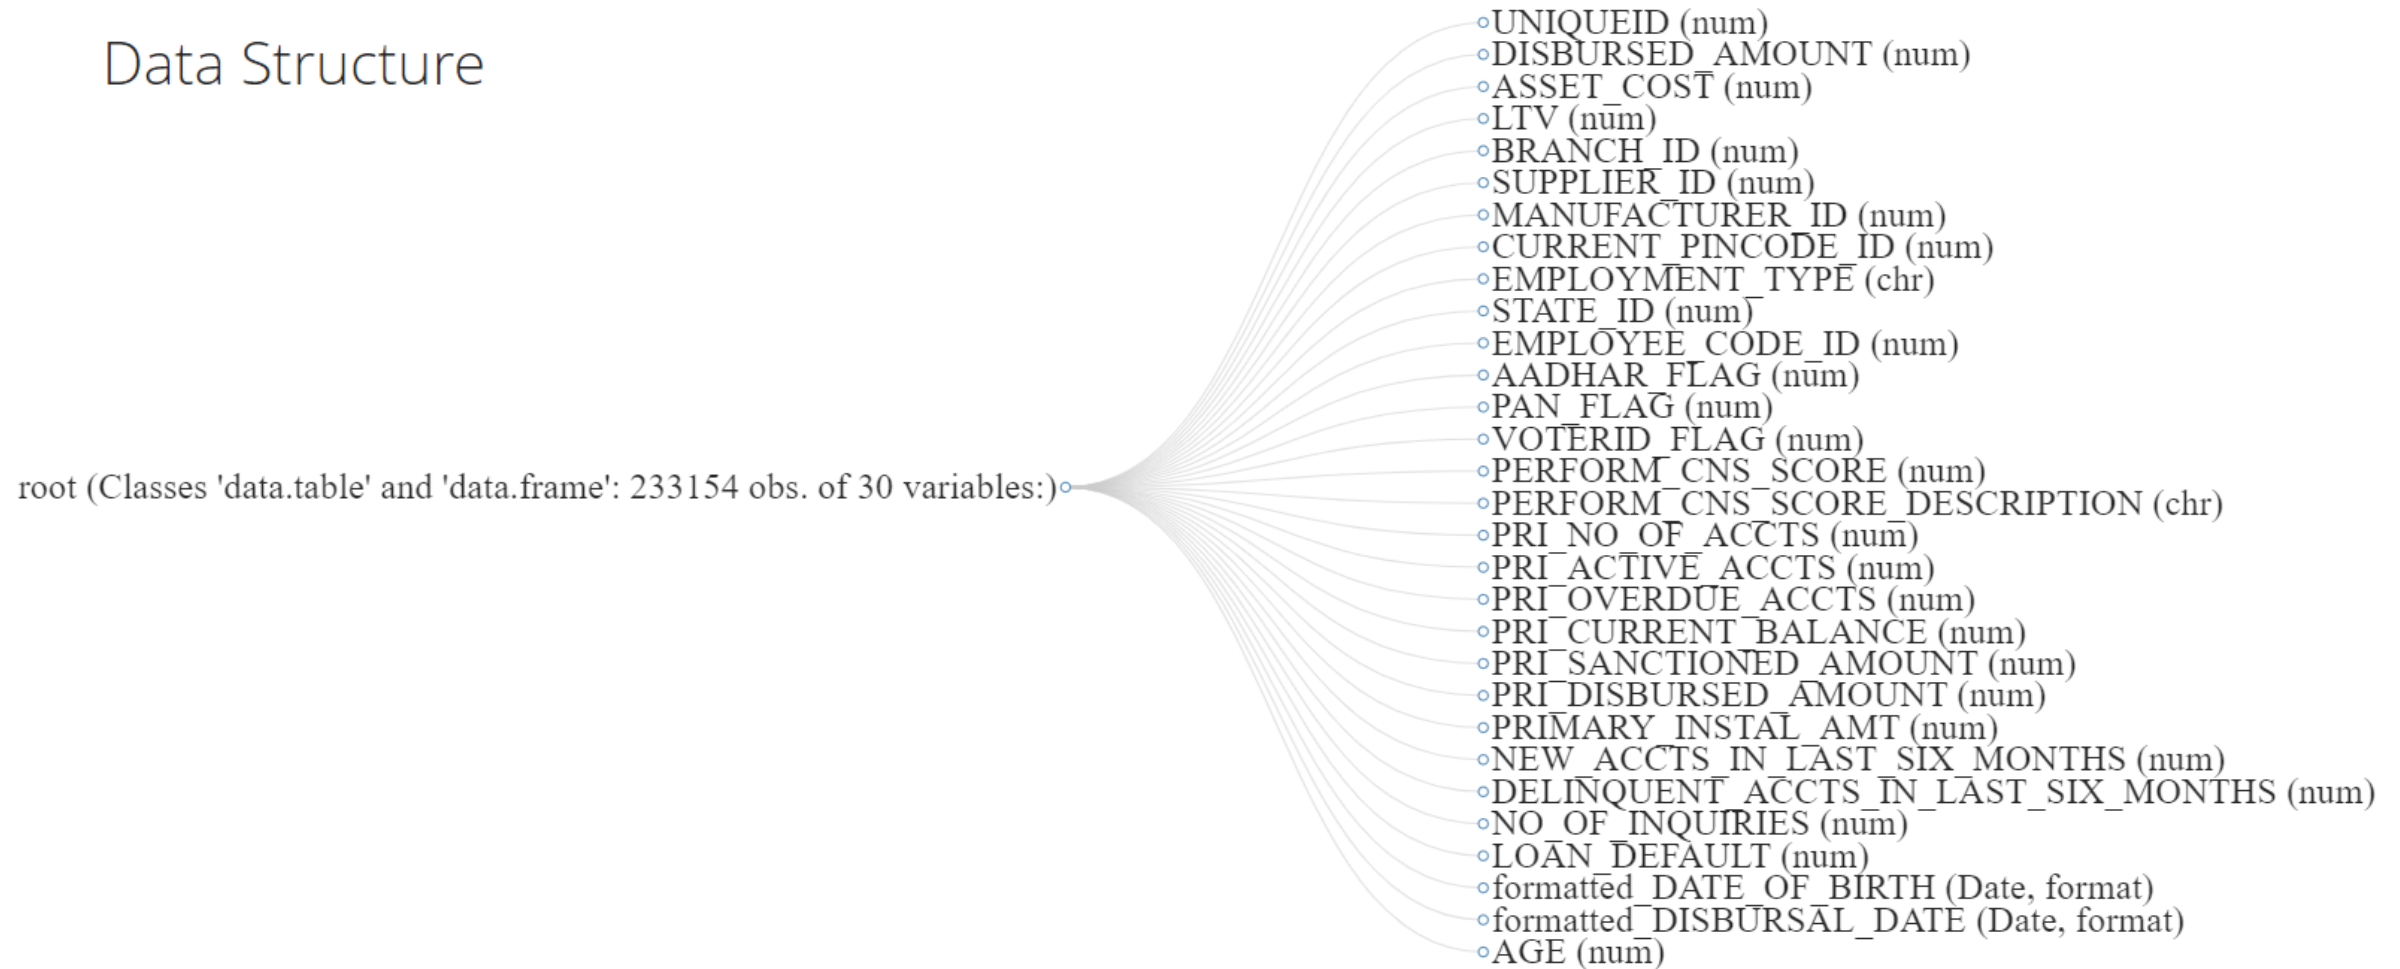 Data Structure
root (Classes 'data.table' and 'data.frame': 233154 obs. of 30 variables:)
UNIQUEID (num)
DISBURSED_AMOUNT (num)
ASSET_COST (num)
LTV (num)
BRANCH_ID (num)
SUPPLIER_ID (num)
MANUFACTURER_ID (num)
CURRENT_PINCODE_ID (num)
EMPLOYMENT_TYPE (chr)
STATE_ID (num)
EMPLOYEE_CODE_ID (num)
AADHAR_FLAG (num)
PAN_FLAG (num)
VOTERID_FLAG (num)
PERFORM_CNS_SCORE (num)
PERFORM_CNS_SCORE_DESCRIPTION (chr)
PRI_NO_OF_ACCTS (num)
PRI_ACTIVE_ACCTS (num)
PRI_OVERDUE_ACCTS (num)
PRI_CURRENT_BALANCE (num)
PRI_SANCTIONED_AMOUNT (num)
PRI_DISBURSED_AMOUNT (num)
PRIMARY_INSTAL_AMT (num)
NEW_ACCTS_IN_LAST_SIX_MONTHS (num)
DELINQUENT_ACCTS_IN_LAST_SIX_MONTHS (num)
NO_OF_INQUIRIES (num)
LOAN_DEFAULT (num)
formatted_DATE_OF_BIRTH (Date, format)
formatted_DISBURSAL_DATE (Date, format)
AGE (num)